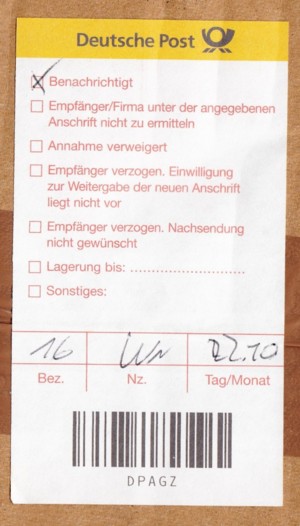 Deutsche Post
Benachrichtigt
Empfänger/Firma unter der angegebenen
Anschrift nicht zu ermitteln
Annahme verweigert
Empfänger verzogen. Einwilligung
zur Weitergabe der neuen Anschrift
liegt nicht vor
Empfänger verzogen. Nachsendung
nicht gewünscht
Lagerung bis: ........................
Sonstiges:
16 22.10
Bez. Nz. Tag/Monat
DPAGZ